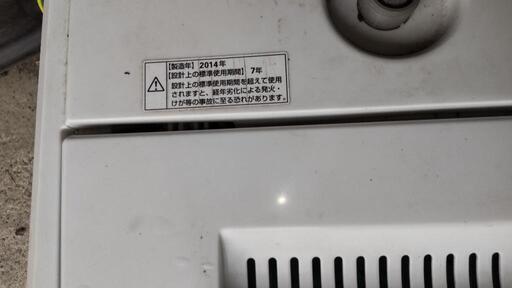 【製造年】2014年
【設計上の標準使用期間】 7年
設計上の標準使用期間を超えて使用
されますと、経年劣化による発火・
けが等の事故に至る恐れがあります。